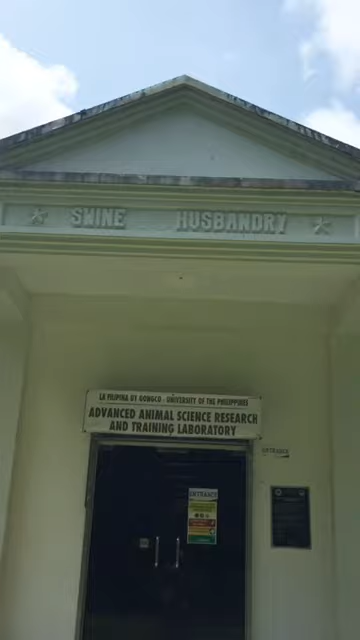 SWINE HUSBANDRY
LA FILIPINA UY GONGCO - UNIVERSITY OF THE PHILIPPINES
ADVANCED ANIMAL SCIENCE RESEARCH
AND TRAINING LABORATORY
ENTRANCE
ENTRANCE